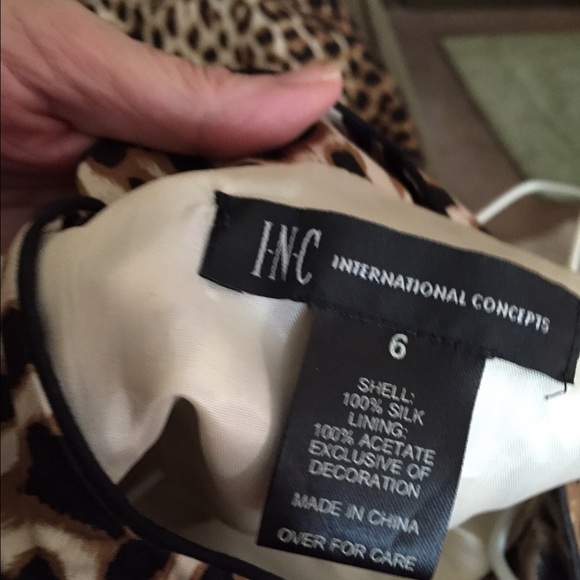 I·N·C INTERNATIONAL CONCEPTS
6
SHELL:
100% SILK
LINING:
100% ACETATE
EXCLUSIVE OF
DECORATION
MADE IN CHINA
OVER FOR CARE